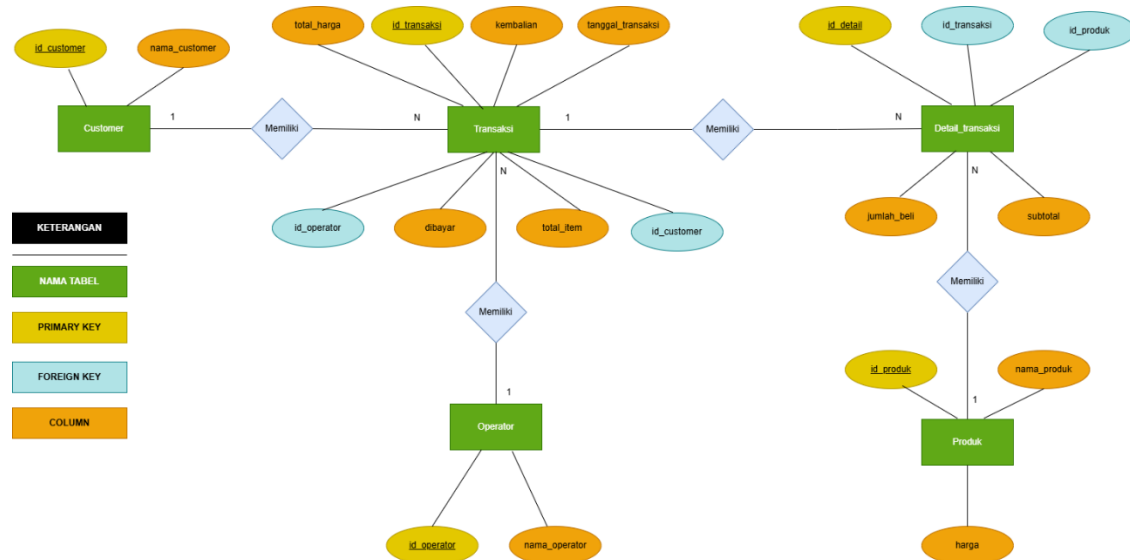 total_harga
id_transaksi
kembalian
tanggal_transaksi
id_detail
id_transaksi
id_produk
id_customer
nama_customer
Customer
1
Memiliki
N
Transaksi
1
Memiliki
N
Detail_transaksi
N
N
id_operator
dibayar
total_item
id_customer
jumlah_beli
subtotal
KETERANGAN
NAMA TABEL
PRIMARY KEY
FOREIGN KEY
COLUMN
Memiliki
Memiliki
id_produk
nama_produk
1
1
Operator
Produk
id_operator
nama_operator
harga